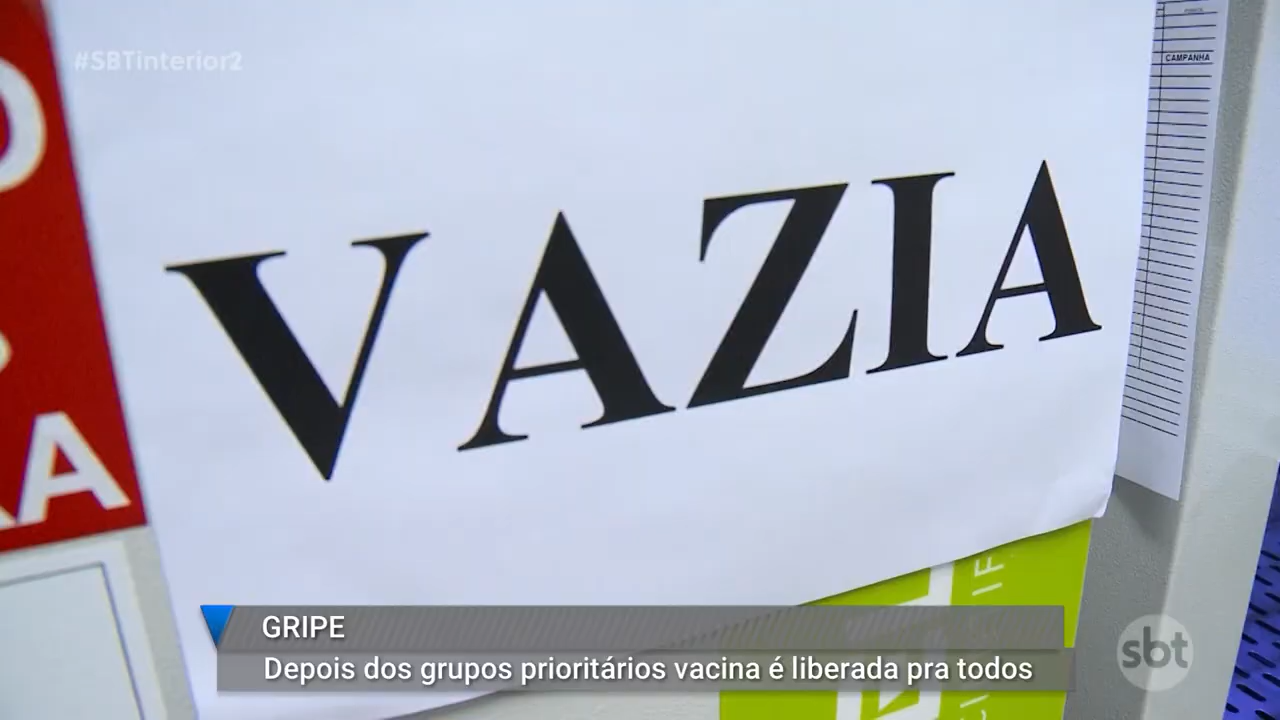 #SBTinterior2
CAMPANHA
VAZIA
GRIPE
Depois dos grupos prioritários vacina é liberada pra todos
sbt